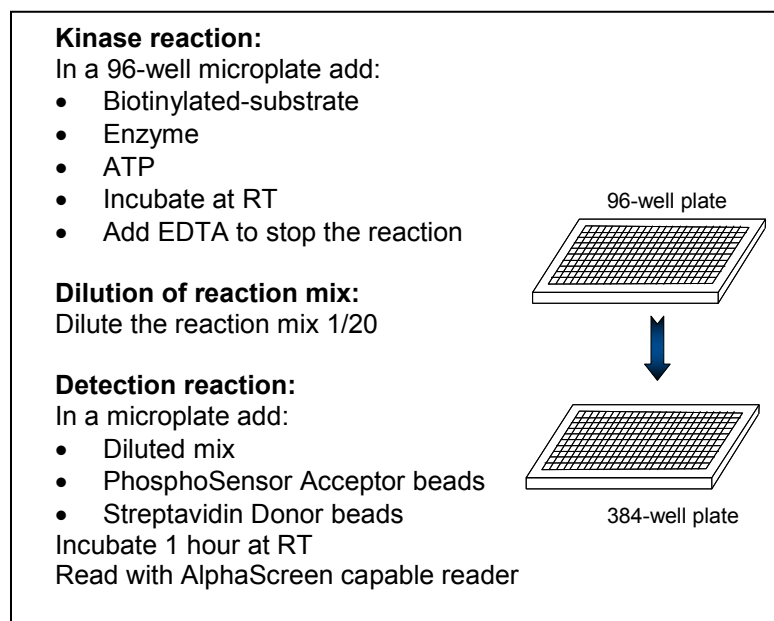 Kinase reaction:
In a 96-well microplate add:
• Biotinylated-substrate
• Enzyme
• ATP
• Incubate at RT
• Add EDTA to stop the reaction
96-well plate
Dilution of reaction mix:
Dilute the reaction mix 1/20
Detection reaction:
In a microplate add:
• Diluted mix
• PhosphoSensor Acceptor beads
• Streptavidin Donor beads
384-well plate
Incubate 1 hour at RT
Read with AlphaScreen capable reader